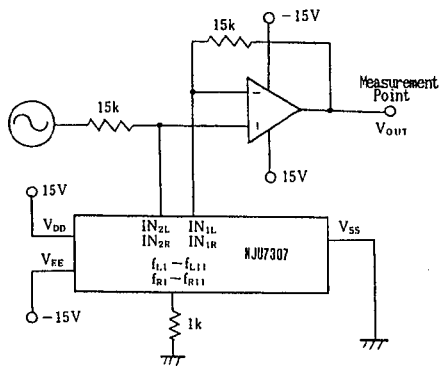 -15V
15k
15k
Measurement
Point
VOUT
-
+
15V
15V
VDD
IN2L IN1L
IN2R IN1R
VSS
NJU7307
VEE
fL1-fL11
fR1-fR11
-15V
1k